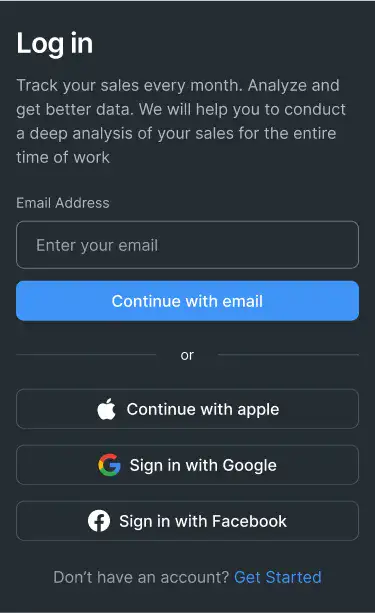 Log in
Track your sales every month. Analyze and
get better data. We will help you to conduct
a deep analysis of your sales for the entire
time of work
Email Address
Enter your email
Continue with email
or
Continue with apple
Sign in with Google
Sign in with Facebook
Don’t have an account? Get Started